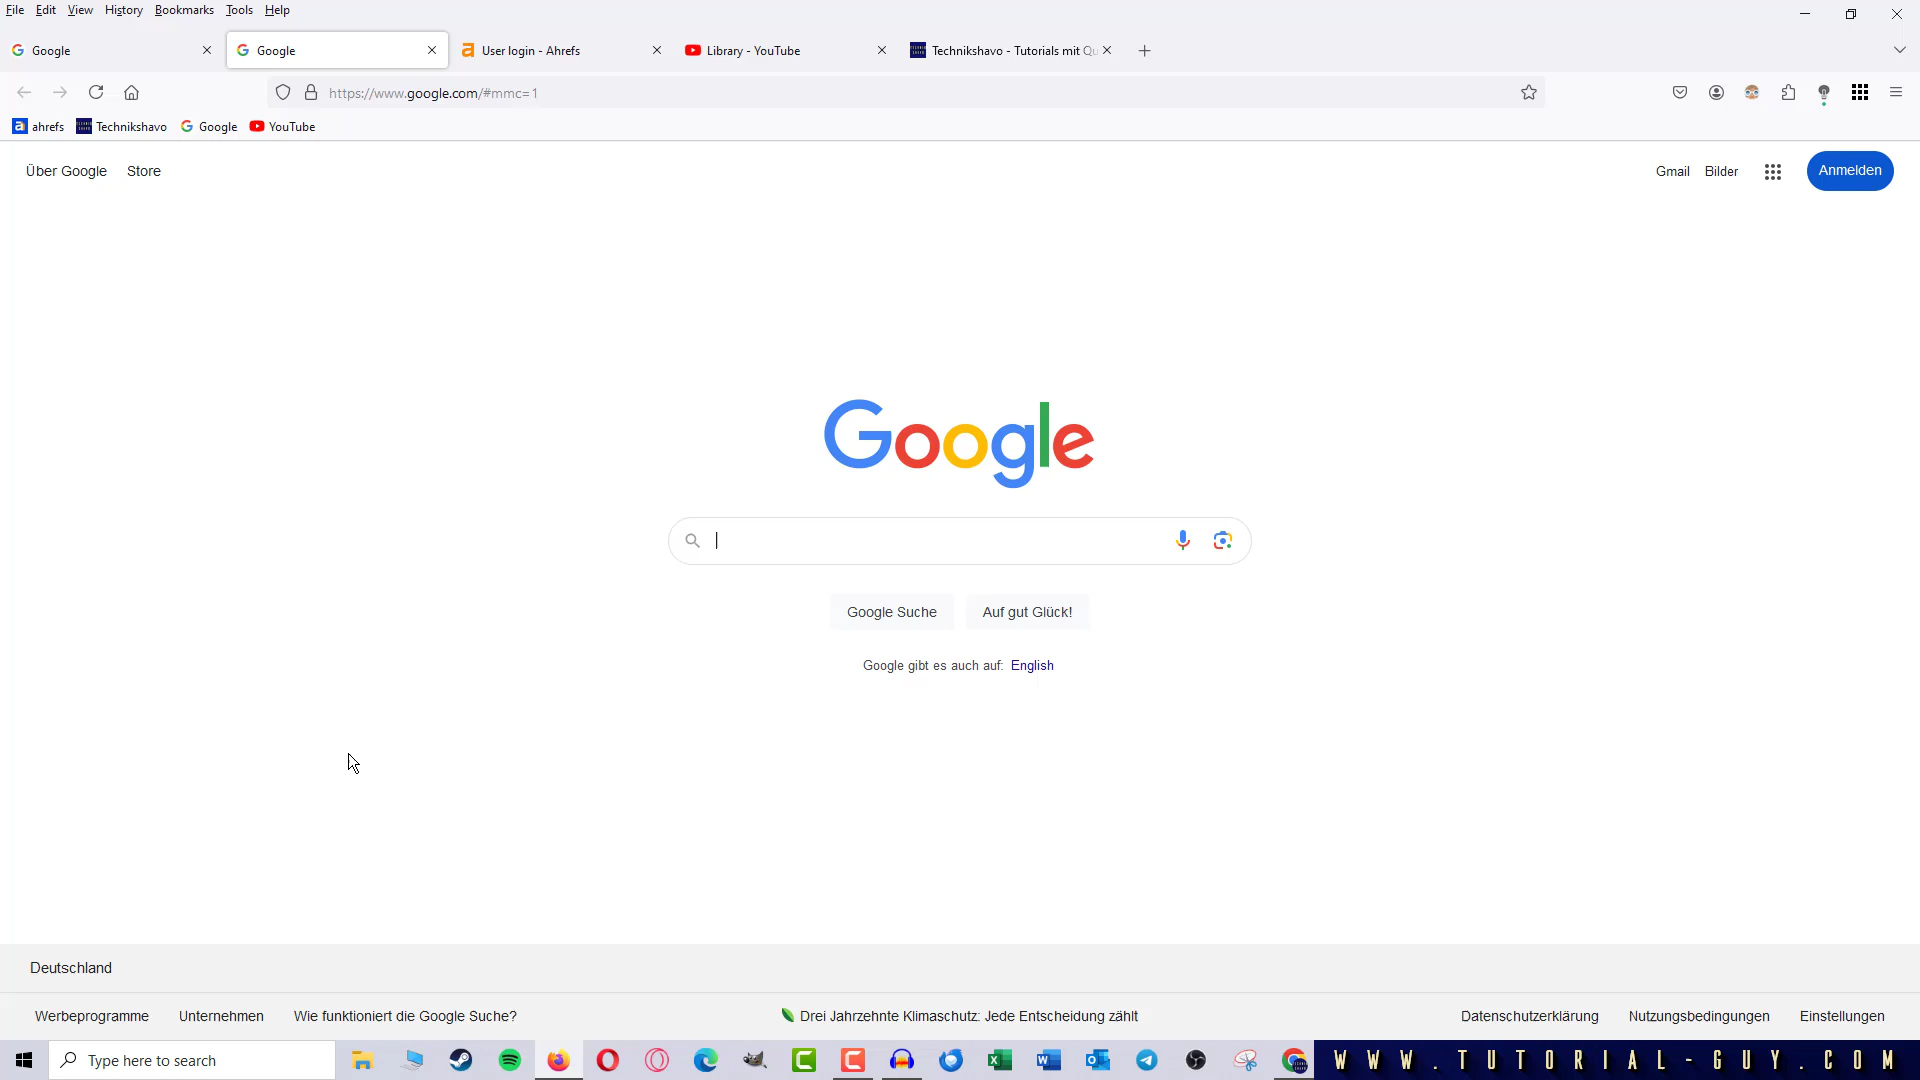 File Edit View History Bookmarks Tools Help
Google Google User login - Ahrefs Library - YouTube Technikshavo - Tutorials mit Qu
https://www.google.com/#mmc=1
ahrefs Technikshavo Google YouTube
Über Google Store Gmail Bilder Anmelden
Google
Google Suche Auf gut Glück!
Google gibt es auch auf: English
Deutschland
Werbeprogramme Unternehmen Wie funktioniert die Google Suche? Drei Jahrzehnte Klimaschutz: Jede Entscheidung zählt Datenschutzerklärung Nutzungsbedingungen Einstellungen
Type here to search WWW.TUTORIAL-GUY.COM